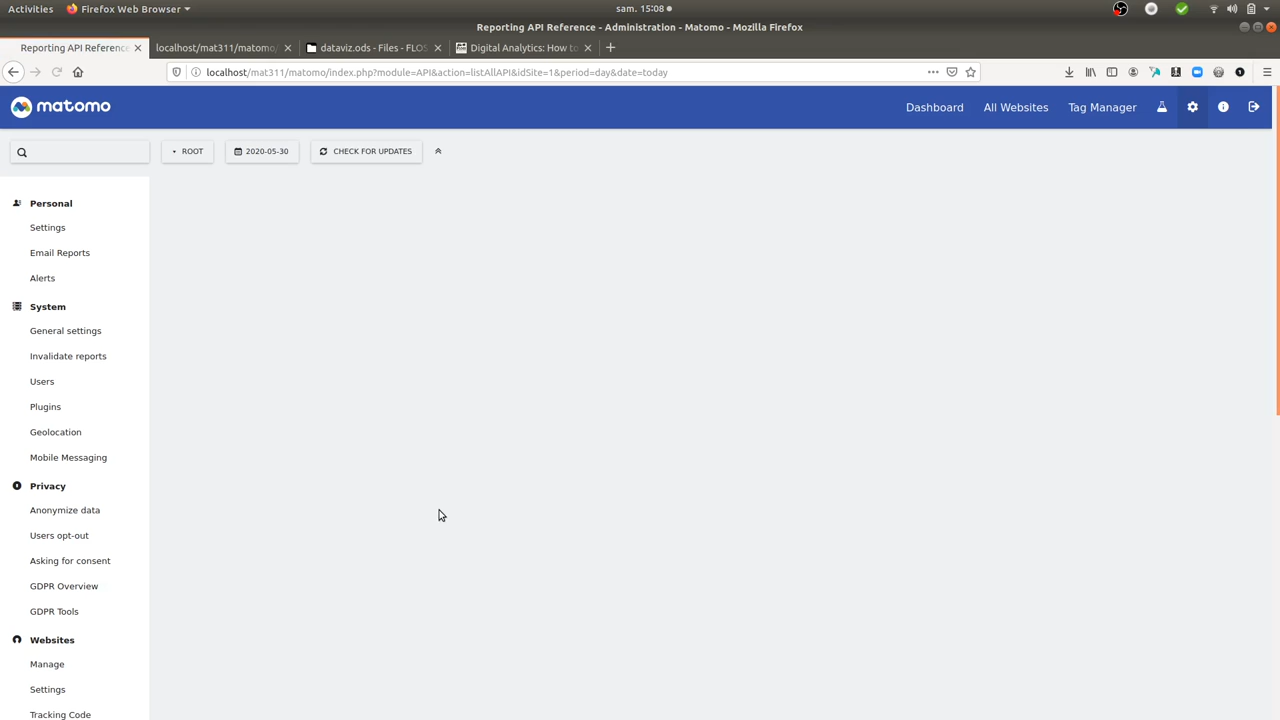 Activities Firefox Web Browser sam. 15:08
Reporting API Reference - Administration - Matomo - Mozilla Firefox
Reporting API Reference localhost/mat311/matomo/ dataviz.ods - Files - FLOS Digital Analytics: How to
localhost/mat311/matomo/index.php?module=API&action=listAllAPI&idSite=1&period=day&date=today
matomo Dashboard All Websites Tag Manager
ROOT 2020-05-30 CHECK FOR UPDATES
Personal
Settings
Email Reports
Alerts
System
General settings
Invalidate reports
Users
Plugins
Geolocation
Mobile Messaging
Privacy
Anonymize data
Users opt-out
Asking for consent
GDPR Overview
GDPR Tools
Websites
Manage
Settings
Tracking Code